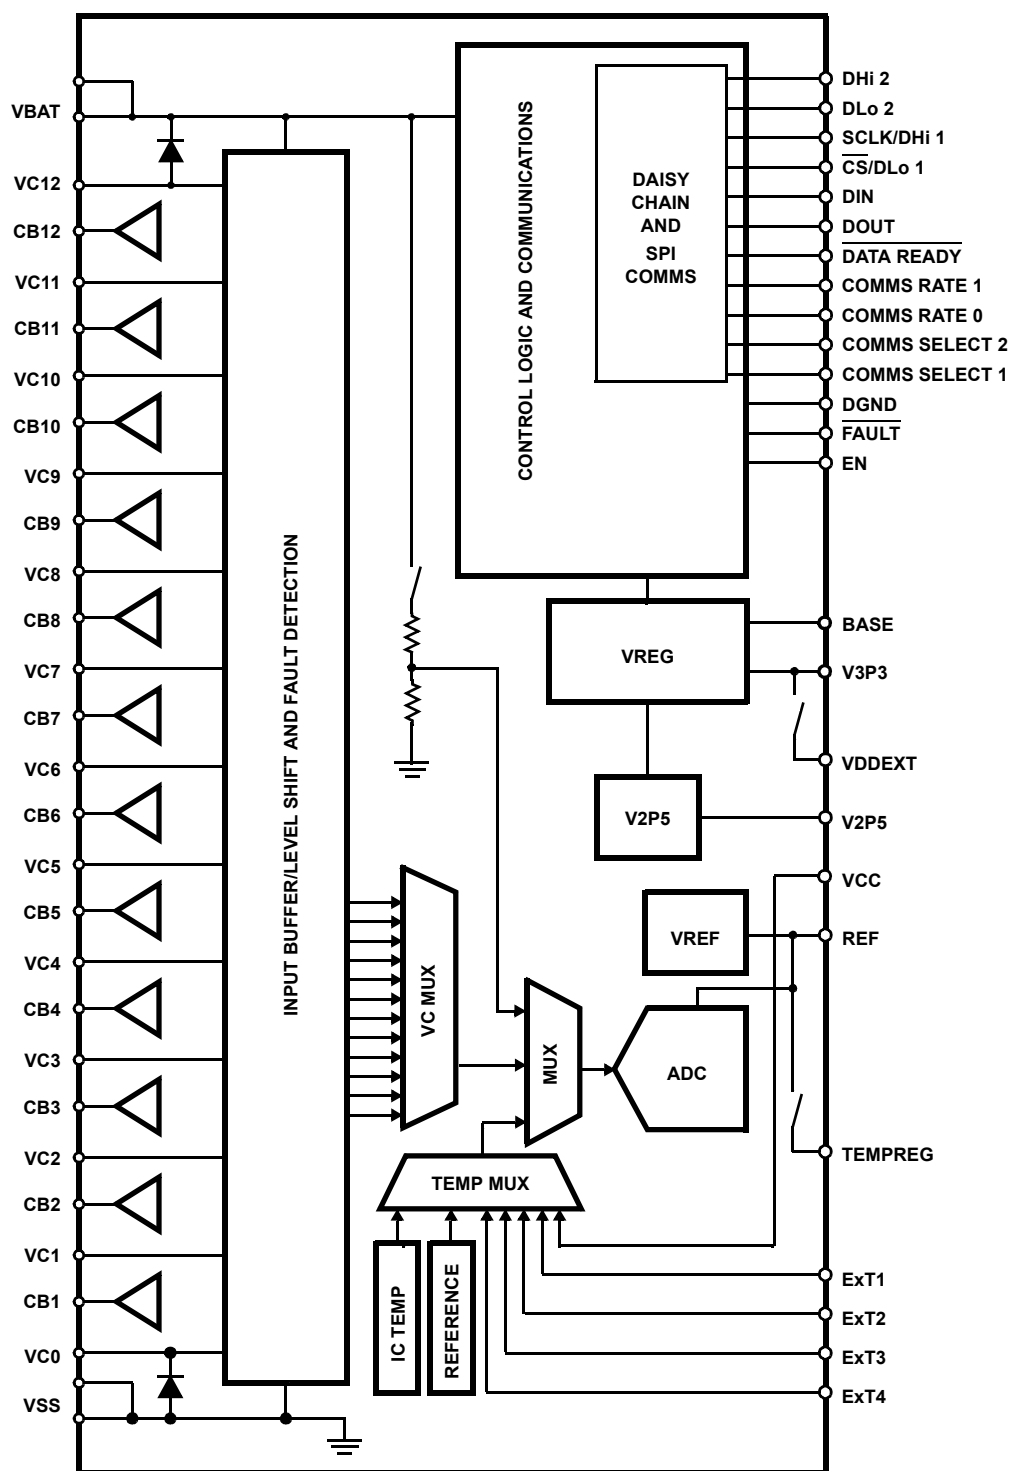 VBAT
VC12
CB12
VC11
CB11
VC10
CB10
VC9
CB9
VC8
CB8
VC7
CB7
VC6
CB6
VC5
CB5
VC4
CB4
VC3
CB3
VC2
CB2
VC1
CB1
VC0
VSS
INPUT BUFFER/LEVEL SHIFT AND FAULT DETECTION
CONTROL LOGIC AND COMMUNICATIONS
DAISY
CHAIN
AND
SPI
COMMS
VREG
V2P5
VREF
VC MUX
MUX
ADC
TEMP MUX
IC TEMP
REFERENCE
DHi 2
DLo 2
SCLK/DHi 1
CS/DLo 1
DIN
DOUT
DATA READY
COMMS RATE 1
COMMS RATE 0
COMMS SELECT 2
COMMS SELECT 1
DGND
FAULT
EN
BASE
V3P3
VDDEXT
V2P5
VCC
REF
TEMPREG
ExT1
ExT2
ExT3
ExT4